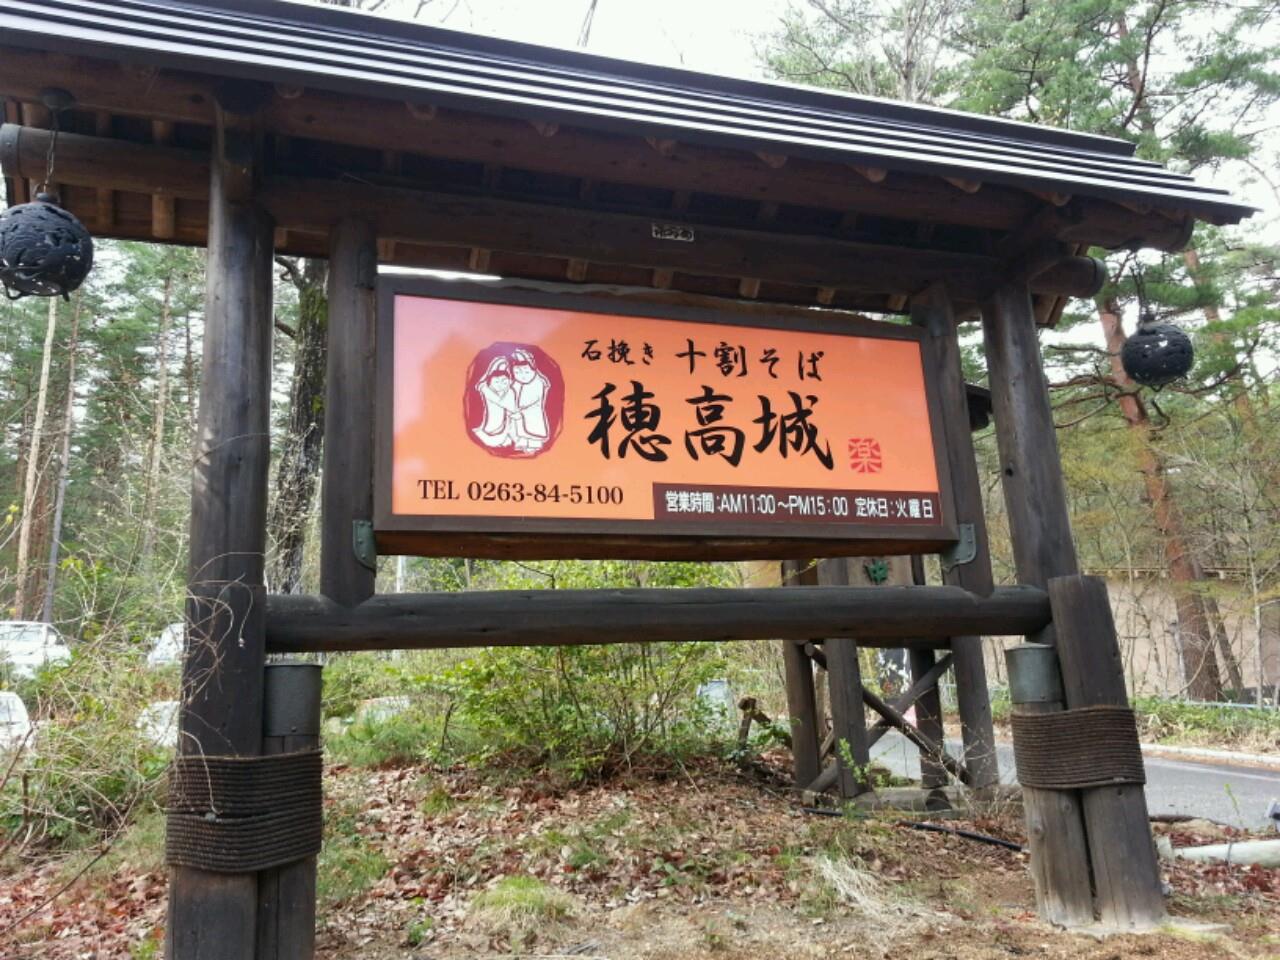 石挽き 十割そば
穂高城
楽
TEL 0263-84-5100
営業時間:AM11:00～PM15:00 定休日:火曜日